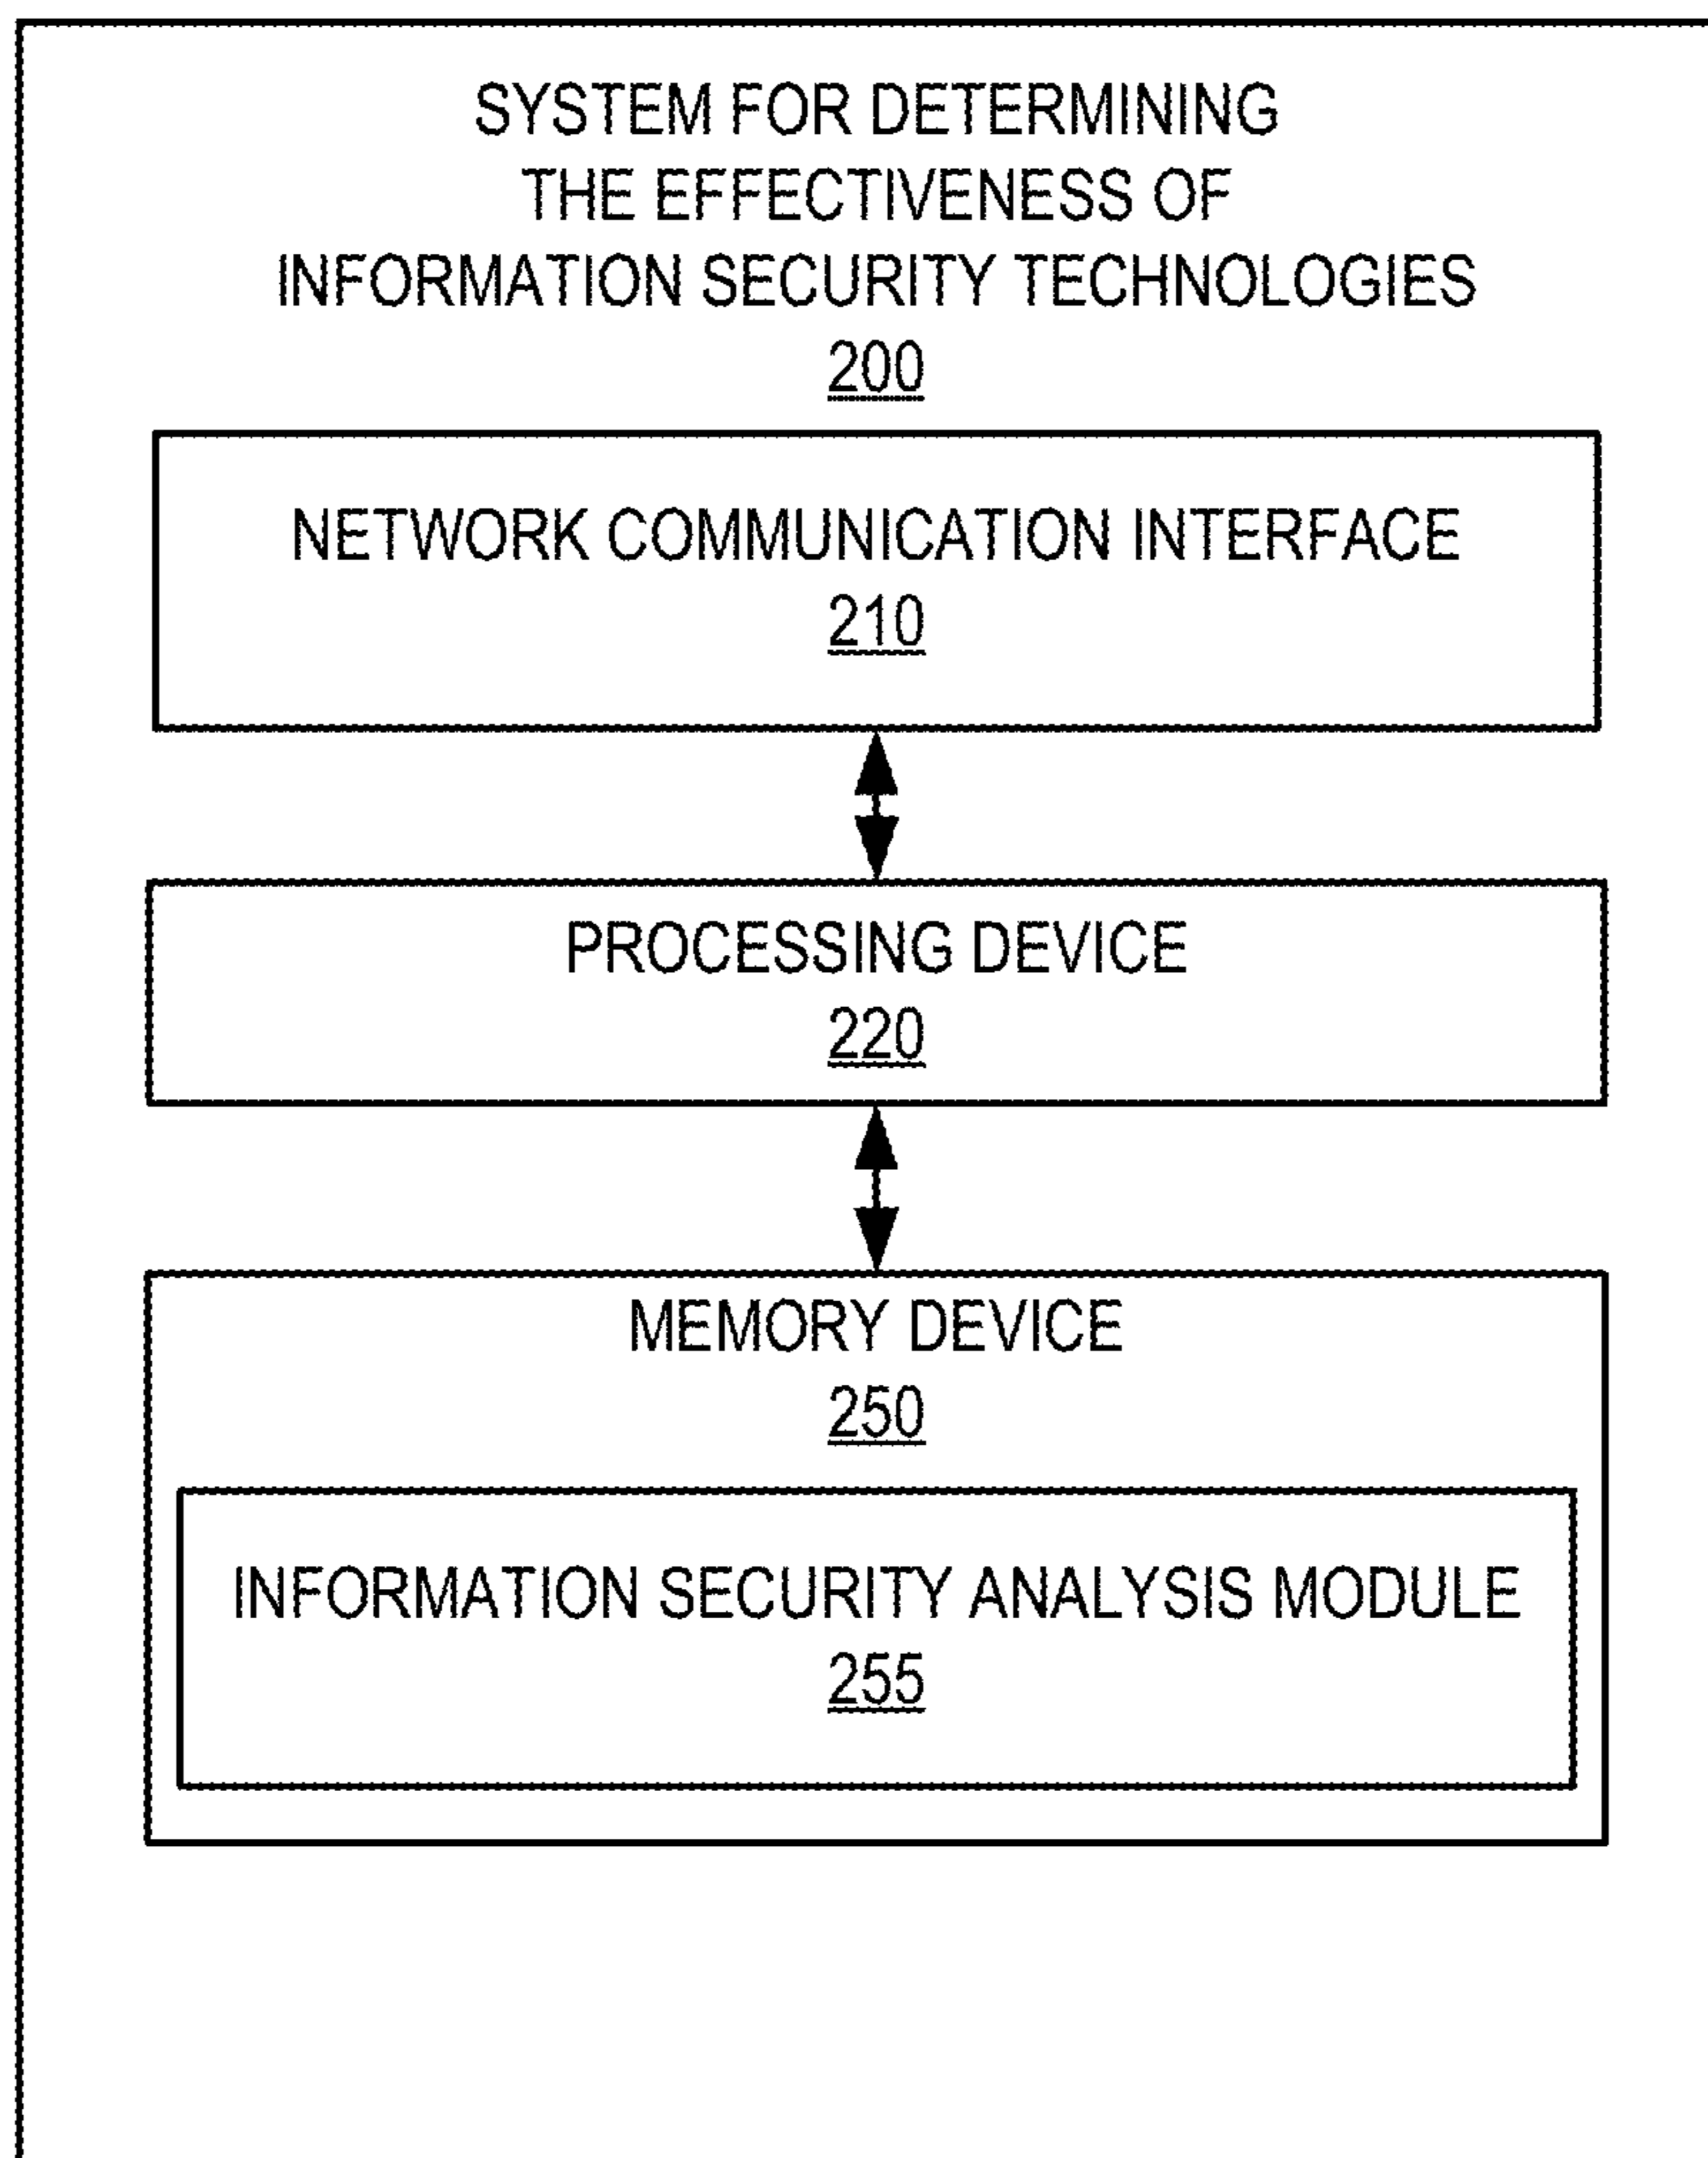 SYSTEM FOR DETERMINING
THE EFFECTIVENESS OF
INFORMATION SECURITY TECHNOLOGIES
200
NETWORK COMMUNICATION INTERFACE
210
PROCESSING DEVICE
220
MEMORY DEVICE
250
INFORMATION SECURITY ANALYSIS MODULE
255